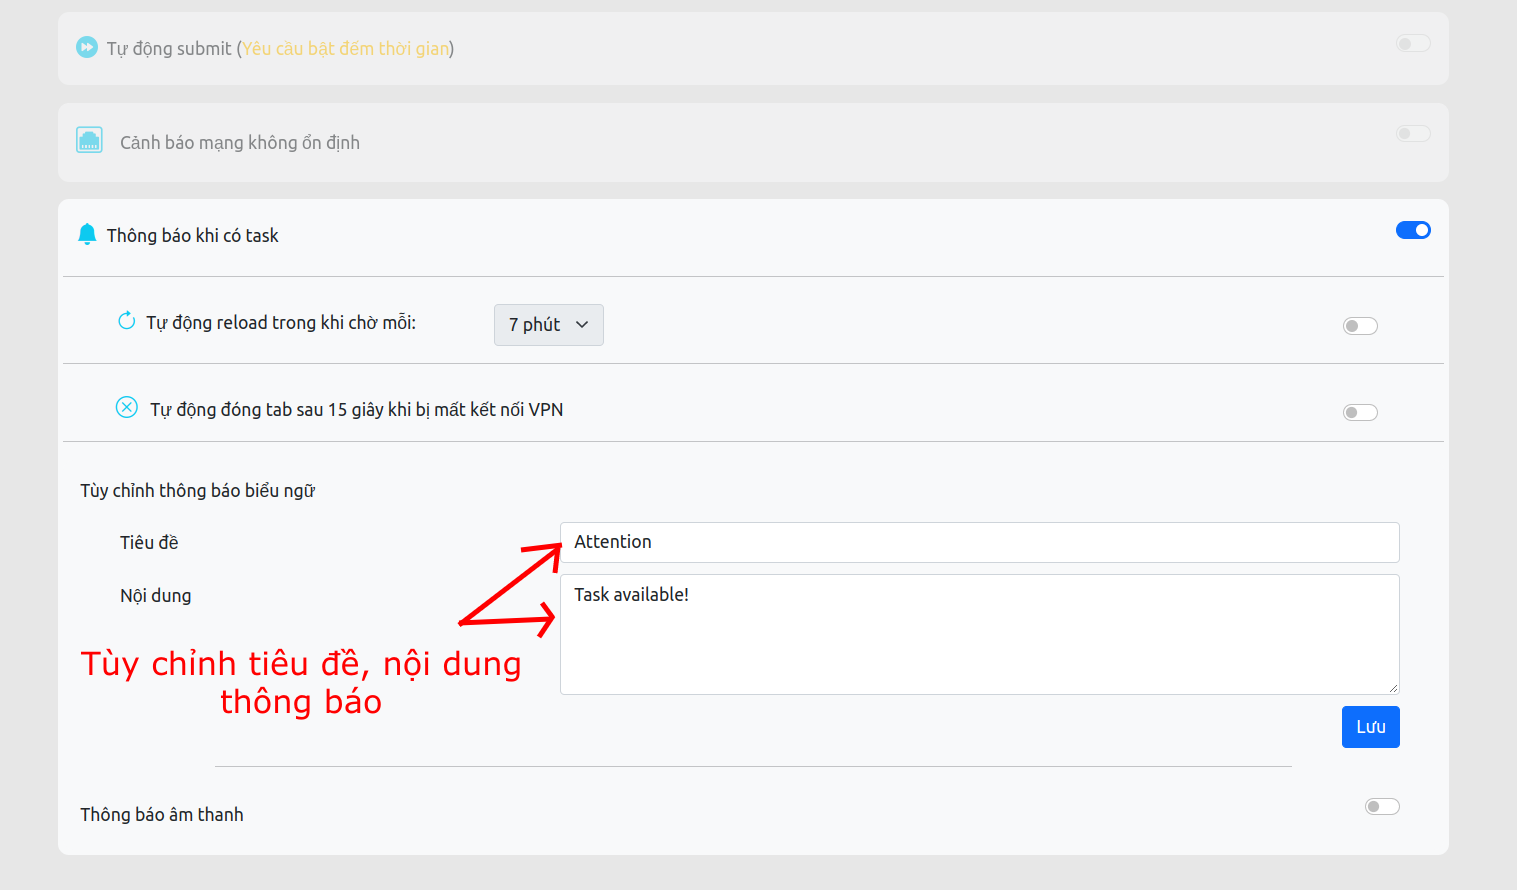 Tự động submit (Yêu cầu bật đếm thời gian)
Cảnh báo mạng không ổn định
Thông báo khi có task
Tự động reload trong khi chờ mỗi:
7 phút
Tự động đóng tab sau 15 giây khi bị mất kết nối VPN
Tùy chỉnh thông báo biểu ngữ
Tiêu đề
Attention
Nội dung
Task available!
Tùy chỉnh tiêu đề, nội dung
thông báo
Lưu
Thông báo âm thanh